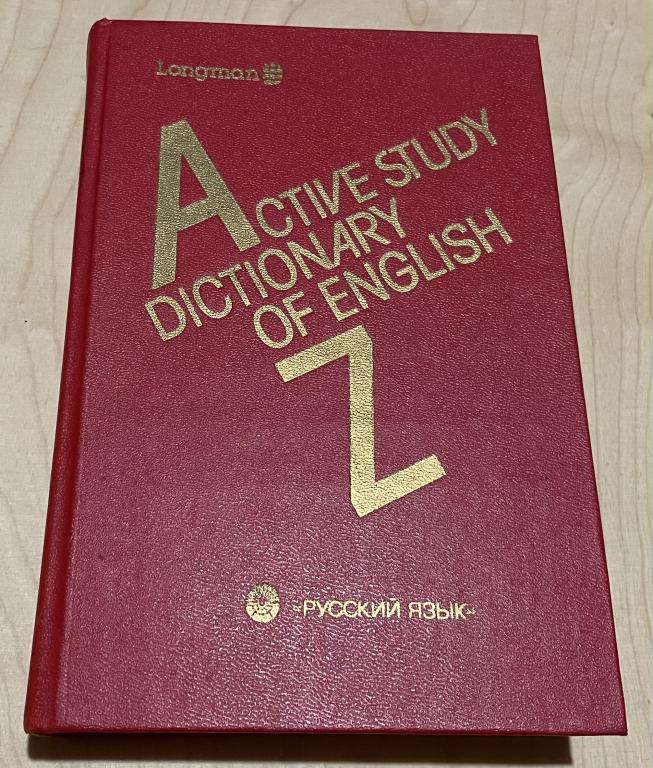 Longman
ACTIVE STUDY
DICTIONARY
OF ENGLISH
Z
«РУССКИЙ ЯЗЫК»